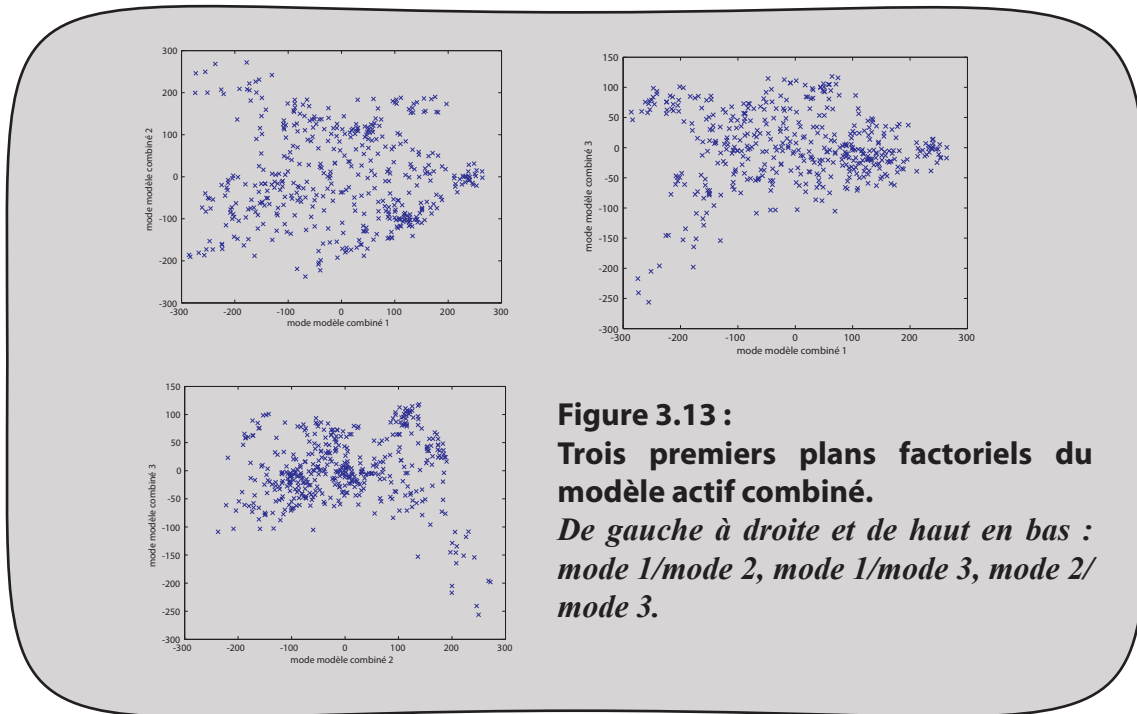 300
200
100
0
-100
-200
-300
-300 -200 -100 0 100 200 300
mode modèle combiné 1
mode modèle combiné 2
150
100
50
0
-50
-100
-150
-200
-250
-300
-300 -200 -100 0 100 200 300
mode modèle combiné 1
mode modèle combiné 3
150
100
50
0
-50
-100
-150
-200
-250
-300
-300 -200 -100 0 100 200 300
mode modèle combiné 2
mode modèle combiné 3
Figure 3.13 :
Trois premiers plans factoriels du
modèle actif combiné.
De gauche à droite et de haut en bas :
mode 1/mode 2, mode 1/mode 3, mode 2/
mode 3.